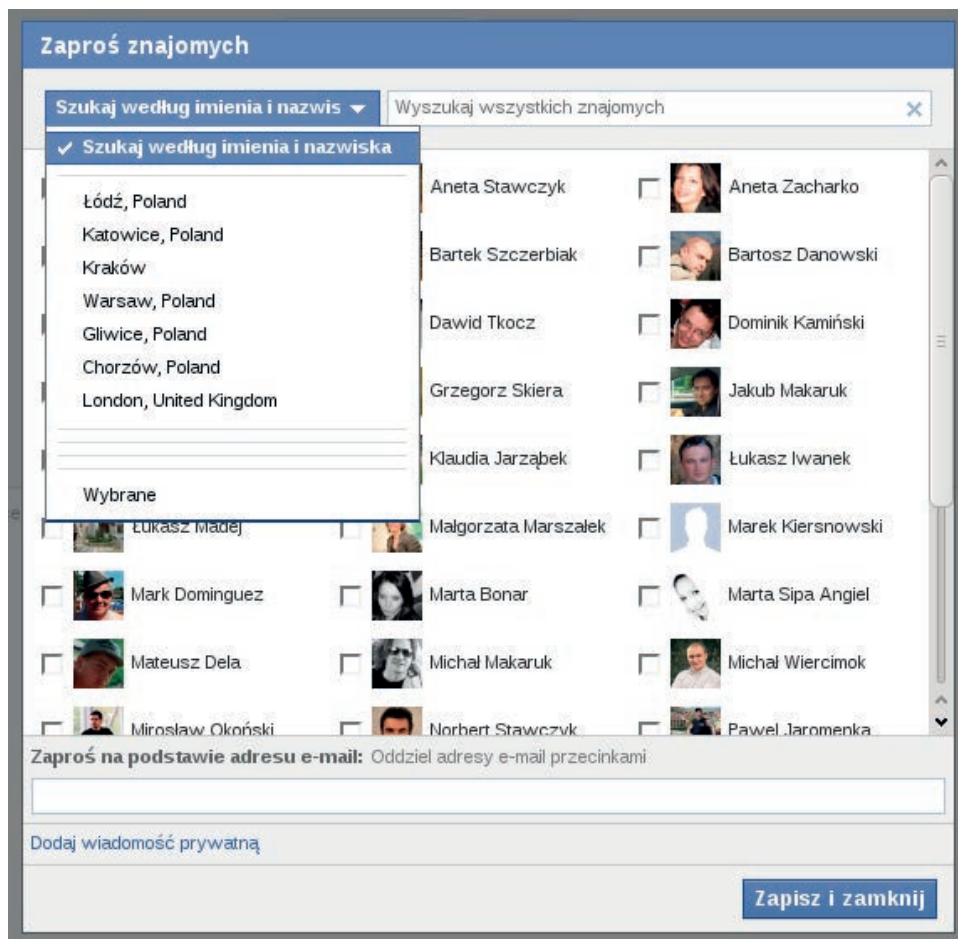 Zaproś znajomych
Szukaj według imienia i nazwis
Wyszukaj wszystkich znajomych
Szukaj według imienia i nazwiska
Łódź, Poland
Katowice, Poland
Kraków
Warsaw, Poland
Gliwice, Poland
Chorzów, Poland
London, United Kingdom
Wybrane
Aneta Stawczyk Aneta Zacharko
Bartek Szczerbiak Bartosz Danowski
Dawid Tkocz Dominik Kamiński
Grzegorz Skiera Jakub Makaruk
Klaudia Jarząbek Łukasz Iwanek
Łukasz Madej Małgorzata Marszałek Marek Kiersnowski
Mark Dominguez Marta Bonar Marta Sipa Angiel
Mateusz Dela Michał Makaruk Michał Wiercimok
Mirosław Okoński Norbert Stawczyk Paweł Jaromenka
Zaproś na podstawie adresu e-mail: Oddziel adresy e-mail przecinkami
Dodaj wiadomość prywatną
Zapisz i zamknij